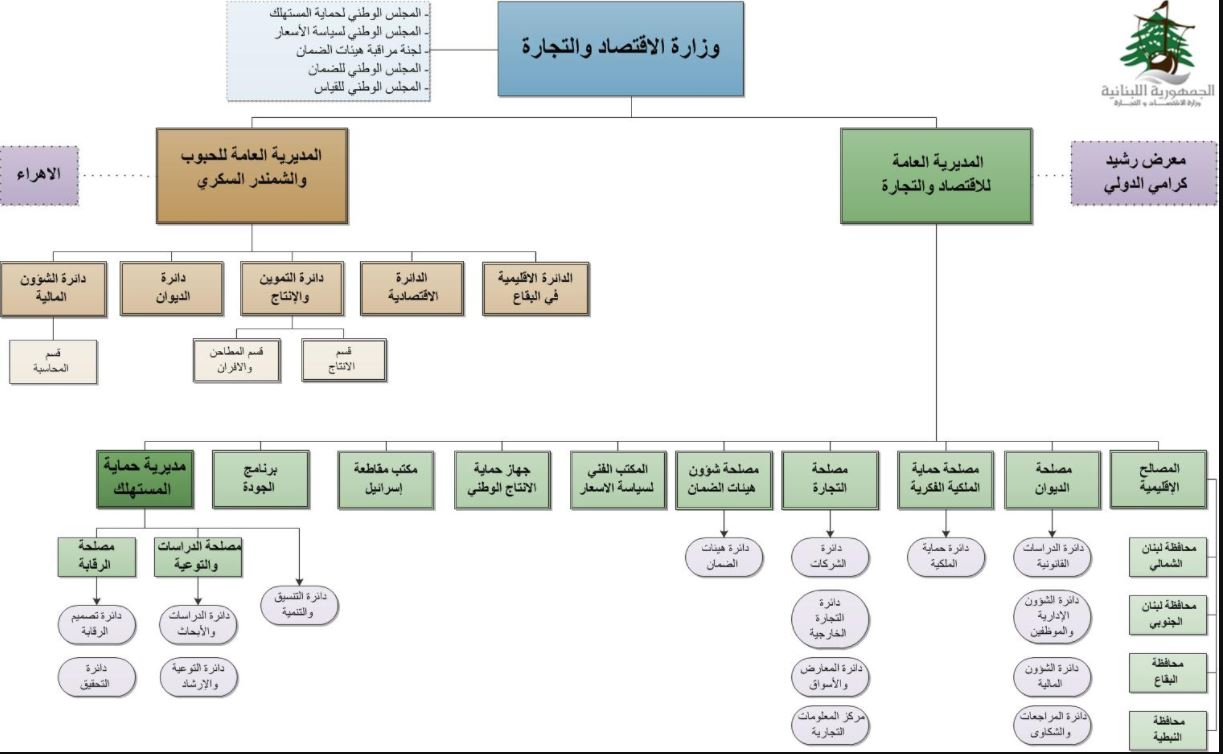 - المجلس الوطني لحماية المستهلك
- المجلس الوطني لسياسة الأسعار
- لجنة مراقبة هيئات الضمان
- المجلس الوطني للضمان
- المجلس الوطني للقياس
وزارة الاقتصاد والتجارة
الجمهورية اللبنانية
وزارة الاقتصاد و التجارة
معرض رشيد
كرامي الدولي
المديرية العامة
للاقتصاد والتجارة
المديرية العامة للحبوب
والشمندر السكري
الاهراء
الدائرة الاقليمية
في البقاع
الدائرة
الاقتصادية
دائرة التموين
والإنتاج
دائرة
الديوان
دائرة الشؤون
المالية
قسم
الانتاج
قسم المطاحن
والافران
قسم
المحاسبة
المصالح
الإقليمية
مصلحة
الديوان
مصلحة حماية
الملكية الفكرية
مصلحة
التجارة
مصلحة شؤون
هيئات الضمان
المكتب الفني
لسياسة الاسعار
جهاز حماية
الانتاج الوطني
مكتب مقاطعة
إسرائيل
برنامج
الجودة
مديرية حماية
المستهلك
محافظة لبنان
الشمالي
محافظة لبنان
الجنوبي
محافظة
البقاع
محافظة
النبطية
دائرة الدراسات
القانونية
دائرة الشؤون
الإدارية
والموظفين
دائرة الشؤون
المالية
دائرة المراجعات
والشكاوى
دائرة حماية
الملكية
دائرة
الشركات
دائرة
التجارة
الخارجية
دائرة المعارض
والأسواق
مركز المعلومات
التجارية
دائرة هيئات
الضمان
دائرة التنسيق
والتنمية
مصلحة الدراسات
والتوعية
دائرة الدراسات
والأبحاث
دائرة التوعية
والإرشاد
مصلحة
الرقابة
دائرة تصميم
الرقابة
دائرة
التحقيق